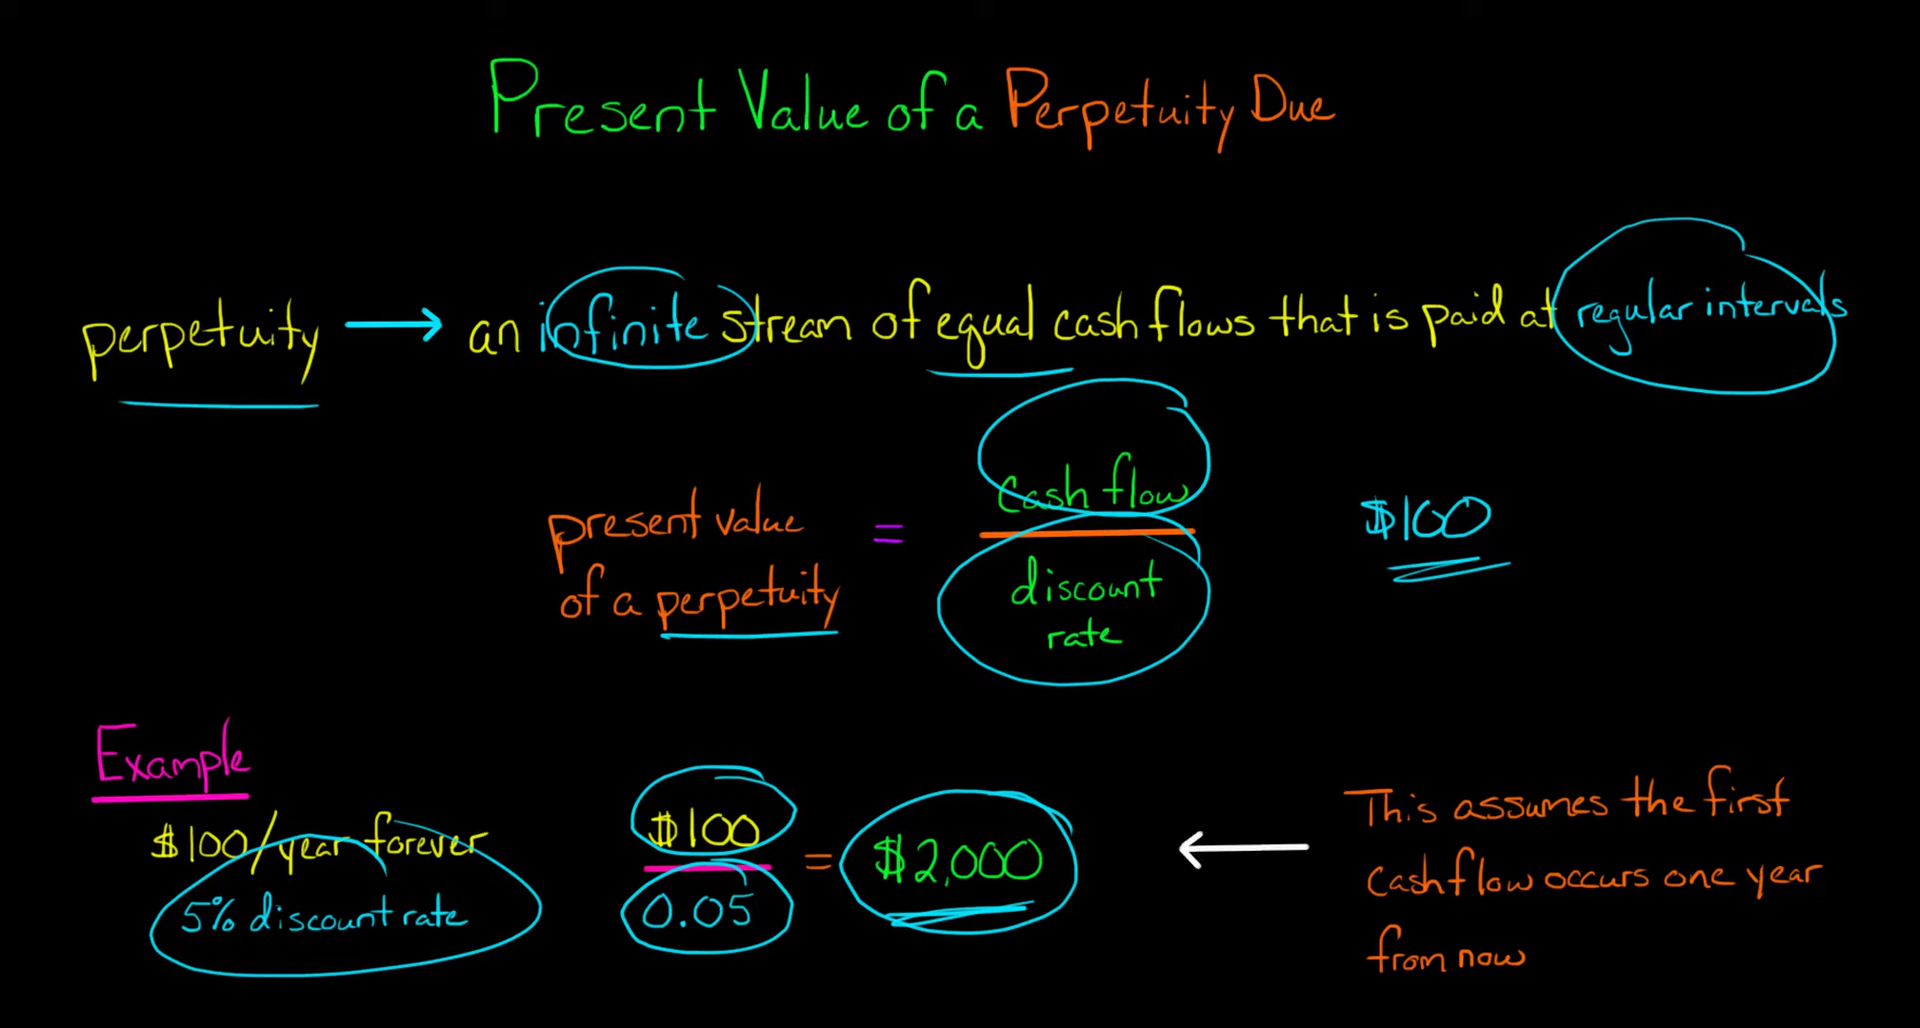 Present Value of a Perpetuity Due
perpetuity → an infinite stream of equal cash flows that is paid at regular intervals
present value of a perpetuity = cash flow / discount rate
$100
Example
$100/year forever
5% discount rate
$100 / 0.05 = $2,000
← This assumes the first
cash flow occurs one year
from now